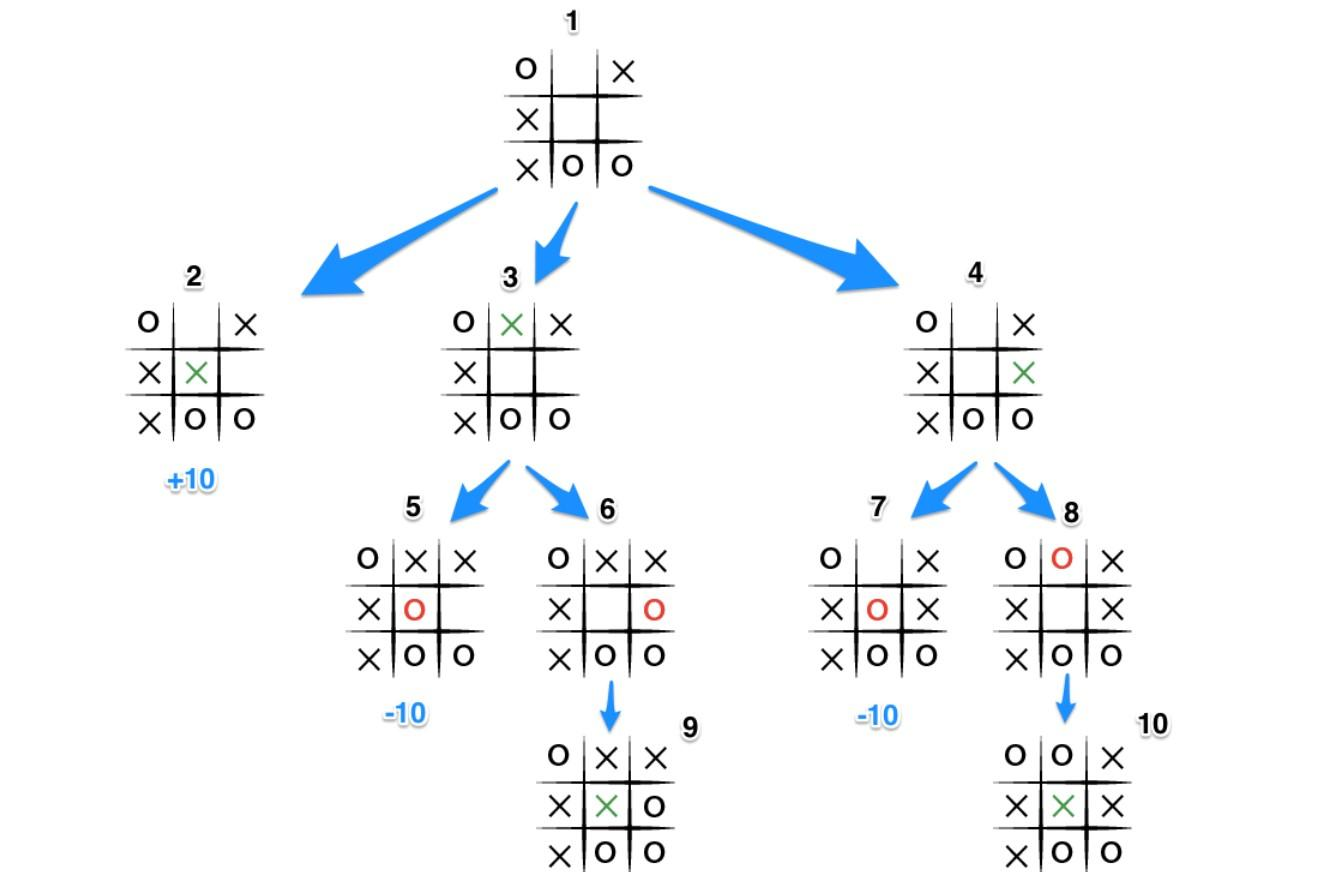 1
O X
X
X O O
2 3 4
O X O X X O X
X X X X X
X O O X O O X O O
+10
5 6 7 8
O X X O X X O X O O X
X O X O X O X X X
X O O X O O X O O X O O
-10 -10
9 10
O X X O O X
X X O X X X
X O O X O O